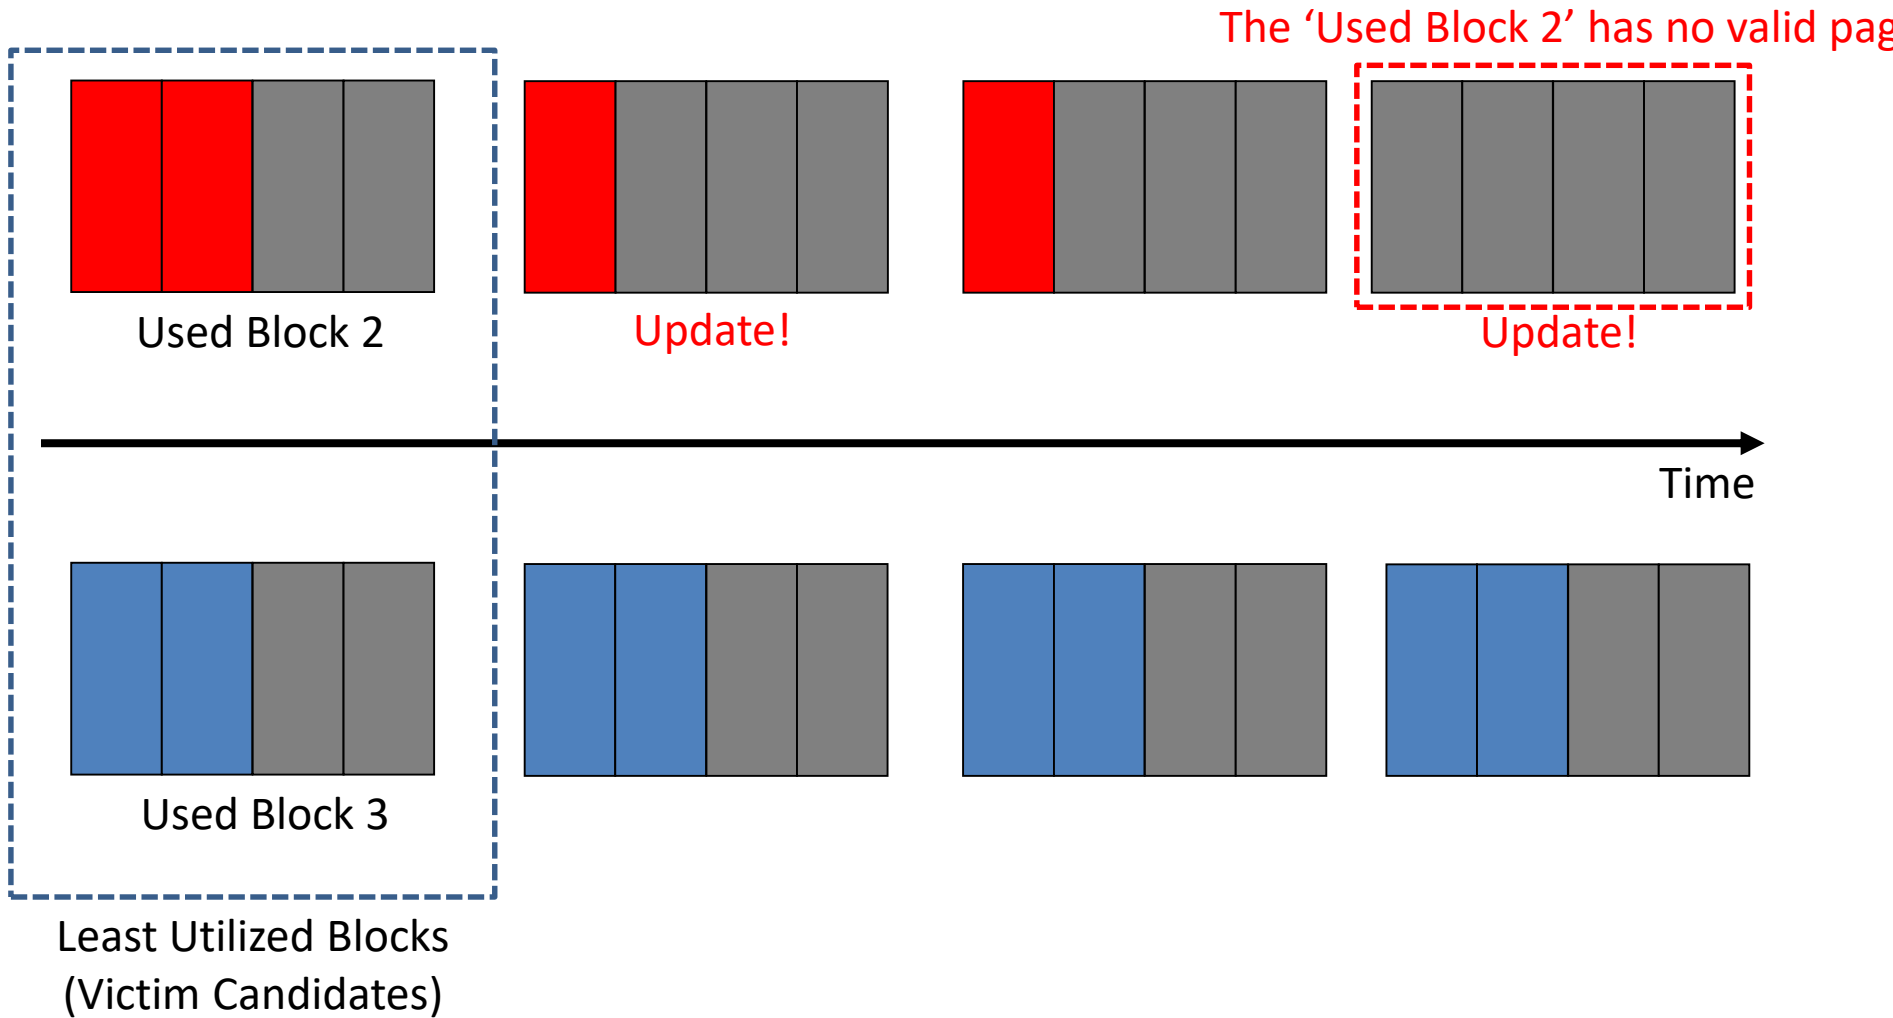 The ‘Used Block 2’ has no valid pag
Used Block 2
Update!
Update!
Time
Used Block 3
Least Utilized Blocks
(Victim Candidates)